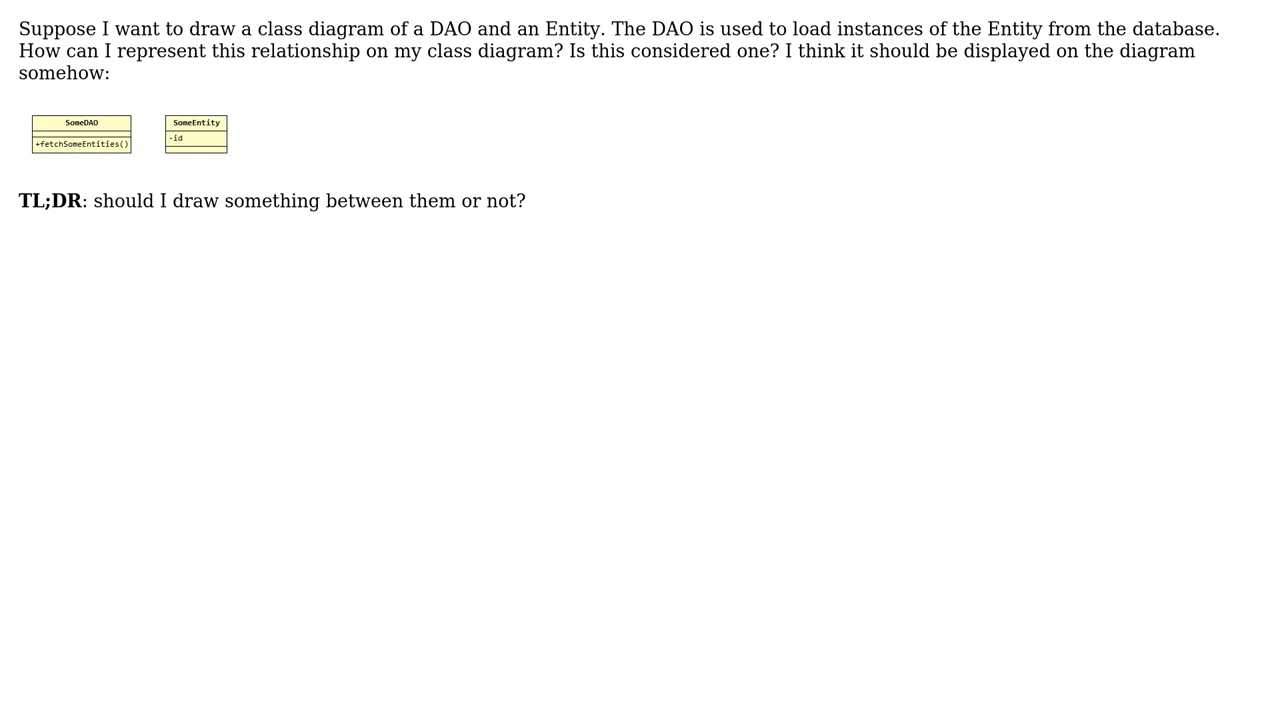 Suppose I want to draw a class diagram of a DAO and an Entity. The DAO is used to load instances of the Entity from the database.
How can I represent this relationship on my class diagram? Is this considered one? I think it should be displayed on the diagram
somehow:
SomeDAO
+fetchSomeEntities()
SomeEntity
-id
TL;DR: should I draw something between them or not?